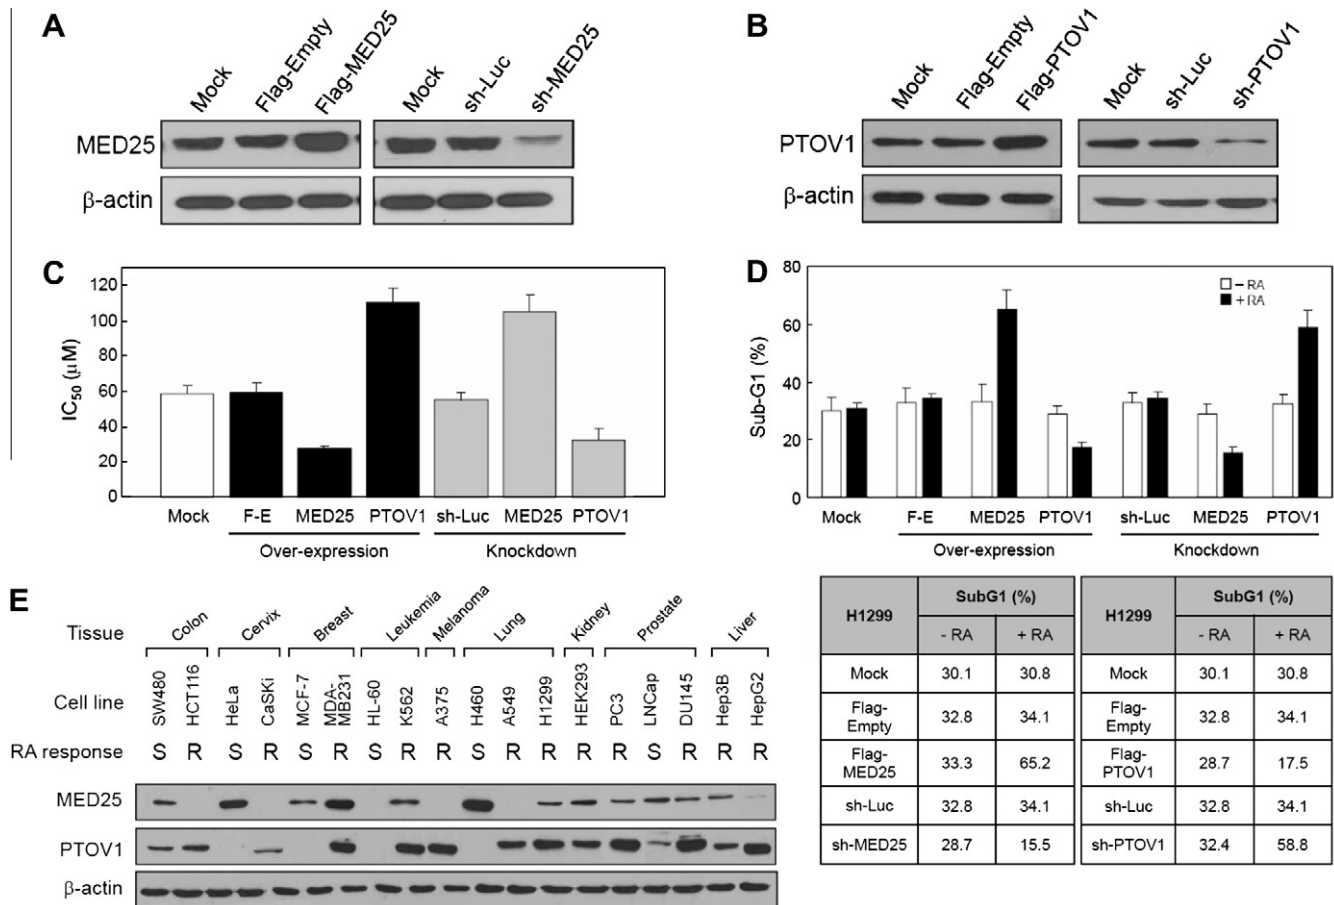 A
Mock Flag-Empty Flag-MED25 Mock sh-Luc sh-MED25
MED25
β-actin
B
Mock Flag-Empty Flag-PTOV1 Mock sh-Luc sh-PTOV1
PTOV1
β-actin
C
IC50 (μM)
120
100
80
60
40
20
0
Mock F-E MED25 PTOV1 sh-Luc MED25 PTOV1
Over-expression Knockdown
D
Sub-G1 (%)
80
60
40
20
0
– RA
+ RA
Mock F-E MED25 PTOV1 sh-Luc MED25 PTOV1
Over-expression Knockdown
H1299 SubG1 (%) H1299 SubG1 (%)
- RA + RA - RA + RA
Mock 30.1 30.8 Mock 30.1 30.8
Flag-Empty 32.8 34.1 Flag-Empty 32.8 34.1
Flag-MED25 33.3 65.2 Flag-PTOV1 28.7 17.5
sh-Luc 32.8 34.1 sh-Luc 32.8 34.1
sh-MED25 28.7 15.5 sh-PTOV1 32.4 58.8
E
Tissue Colon Cervix Breast Leukemia Melanoma Lung Kidney Prostate Liver
Cell line SW480 HCT116 HeLa CaSKi MCF-7 MDA-MB231 HL-60 K562 A375 H460 A549 H1299 HEK293 PC3 LNCap DU145 Hep3B HepG2
RA response S R S R S R S R R S R R R R S R S R
MED25
PTOV1
β-actin